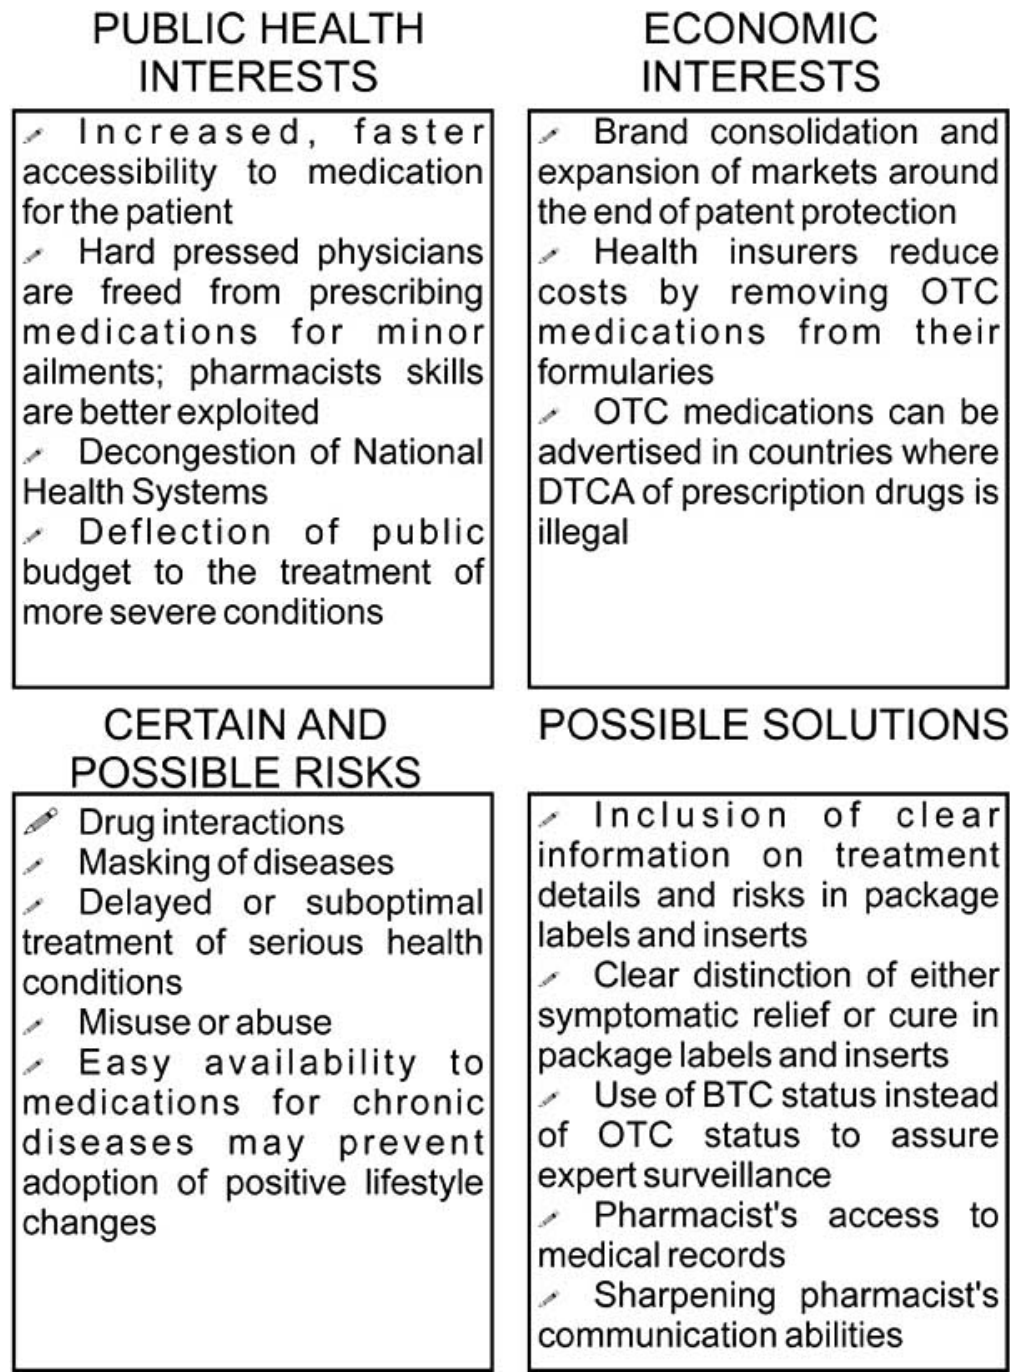 PUBLIC HEALTH
INTERESTS
Increased, faster
accessibility to medication
for the patient
Hard pressed physicians
are freed from prescribing
medications for minor
ailments; pharmacists skills
are better exploited
Decongestion of National
Health Systems
Deflection of public
budget to the treatment of
more severe conditions
ECONOMIC
INTERESTS
Brand consolidation and
expansion of markets around
the end of patent protection
Health insurers reduce
costs by removing OTC
medications from their
formularies
OTC medications can be
advertised in countries where
DTCA of prescription drugs is
illegal
CERTAIN AND
POSSIBLE RISKS
Drug interactions
Masking of diseases
Delayed or suboptimal
treatment of serious health
conditions
Misuse or abuse
Easy availability to
medications for chronic
diseases may prevent
adoption of positive lifestyle
changes
POSSIBLE SOLUTIONS
Inclusion of clear
information on treatment
details and risks in package
labels and inserts
Clear distinction of either
symptomatic relief or cure in
package labels and inserts
Use of BTC status instead
of OTC status to assure
expert surveillance
Pharmacist's access to
medical records
Sharpening pharmacist's
communication abilities